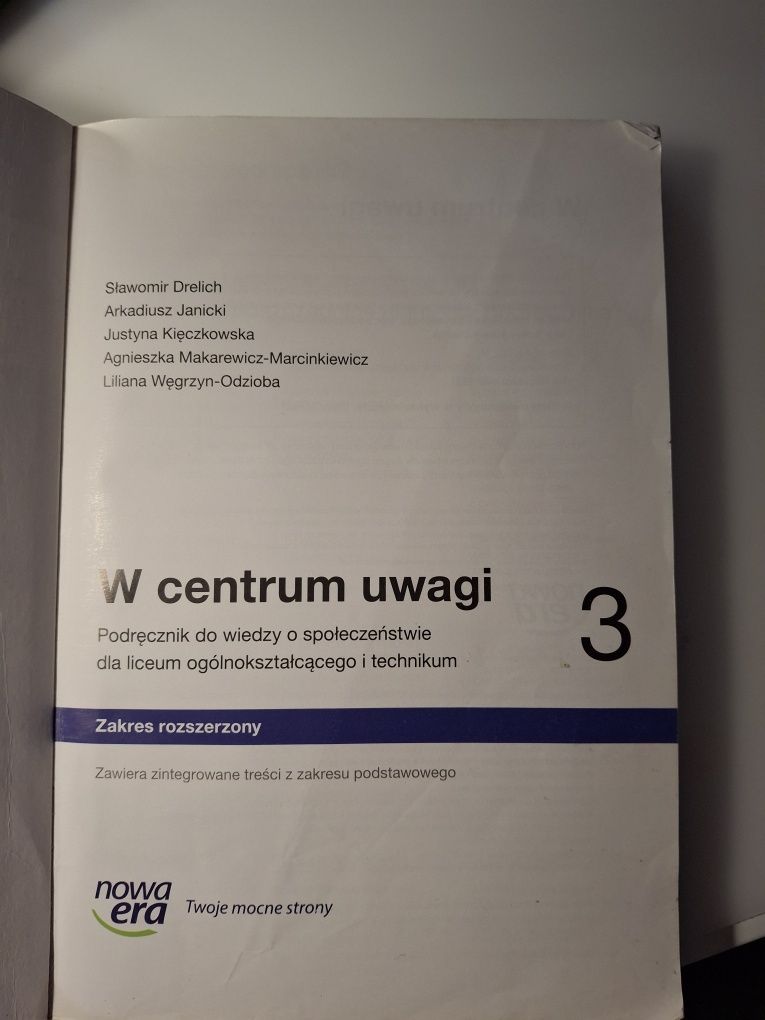 Sławomir Drelich
Arkadiusz Janicki
Justyna Kięczkowska
Agnieszka Makarewicz-Marcinkiewicz
Liliana Węgrzyn-Odzioba
W centrum uwagi
3
Podręcznik do wiedzy o społeczeństwie
dla liceum ogólnokształcącego i technikum
Zakres rozszerzony
Zawiera zintegrowane treści z zakresu podstawowego
nowa
era
Twoje mocne strony